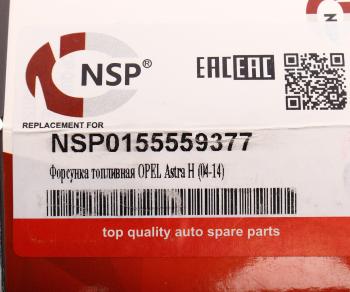 NSP®
EAC EAC
REPLACEMENT FOR
NSP0155559377
Форсунка топливная OPEL Astra H (04-14)
top quality auto spare parts